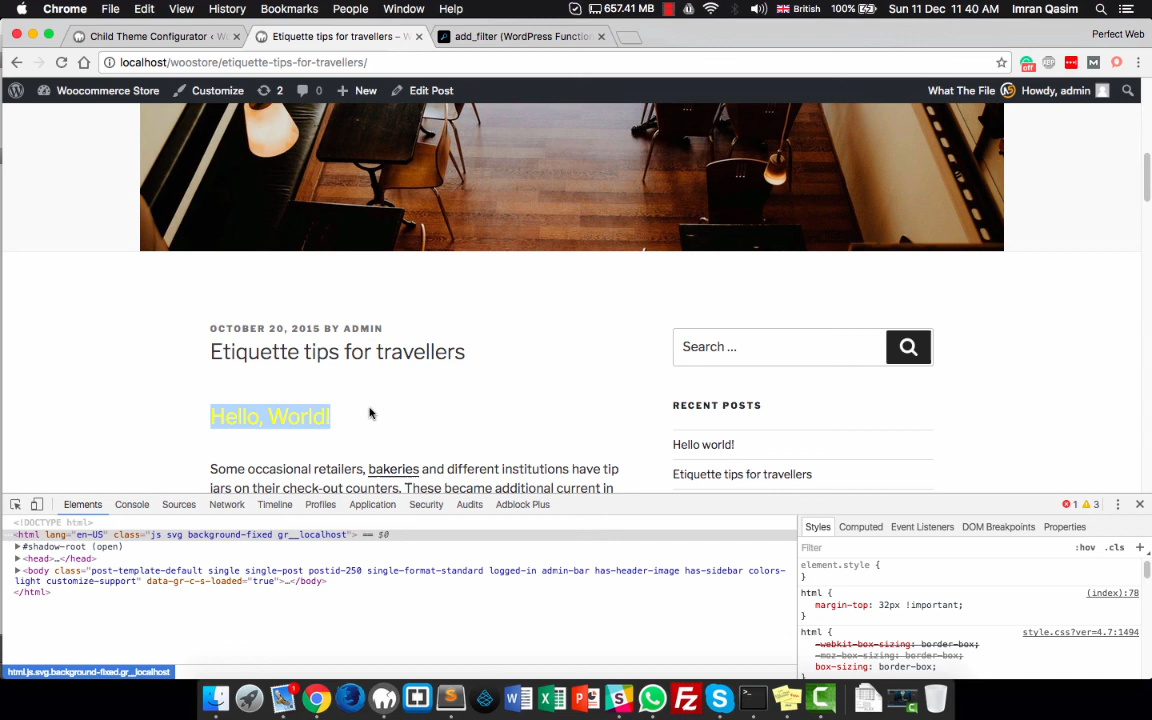 Chrome File Edit View History Bookmarks People Window Help 657.41 MB British 100% Sun 11 Dec 11:40 AM Imran Qasim
Child Theme Configurator ‹ W × Etiquette tips for travellers – W × add_filter (WordPress Function × Perfect Web
localhost/woostore/etiquette-tips-for-travellers/ off
Woocommerce Store Customize 2 0 New Edit Post What The File Howdy, admin
OCTOBER 20, 2015 BY ADMIN
Etiquette tips for travellers
Search ...
Hello, World!
RECENT POSTS
Hello world!
Some occasional retailers, bakeries and different institutions have tip
Etiquette tips for travellers
jars on their check-out counters. These became additional current in
Elements Console Sources Network Timeline Profiles Application Security Audits Adblock Plus 1 3
<!DOCTYPE html>
<html lang="en-US" class="js svg background-fixed gr__localhost"> == $0
#shadow-root (open)
<head>…</head>
<body class="post-template-default single single-post postid-250 single-format-standard logged-in admin-bar has-header-image has-sidebar colors-
light customize-support" data-gr-c-s-loaded="true">…</body>
</html>
html.js.svg.background-fixed.gr__localhost
Styles Computed Event Listeners DOM Breakpoints Properties
Filter :hov .cls +
element.style {
}
html { (index):78
margin-top: 32px !important;
}
html { style.css?ver=4.7:1494
-webkit-box-sizing: border-box;
-moz-box-sizing: border-box;
box-sizing: border-box;